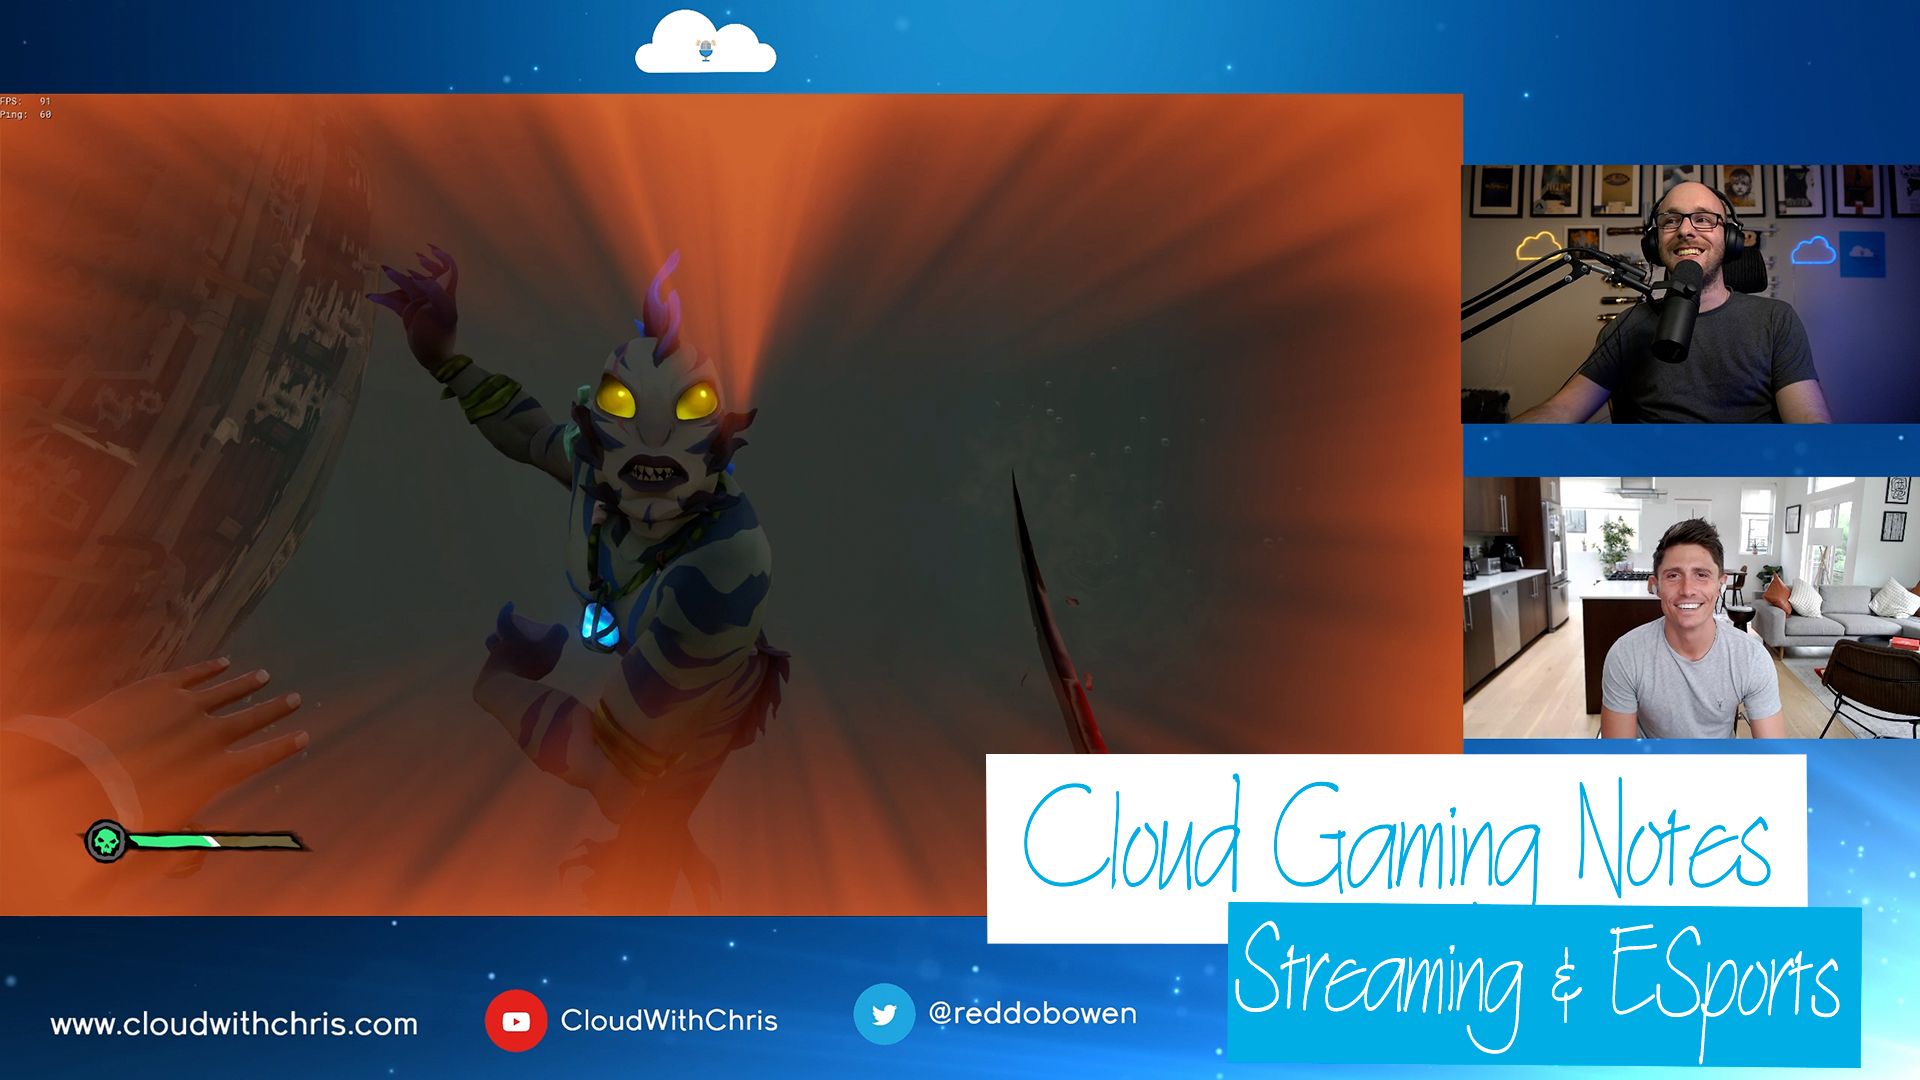 FPS: 91
Ping: 60
Cloud Gaming Notes
Streaming & ESports
www.cloudwithchris.com
CloudWithChris
@reddobowen